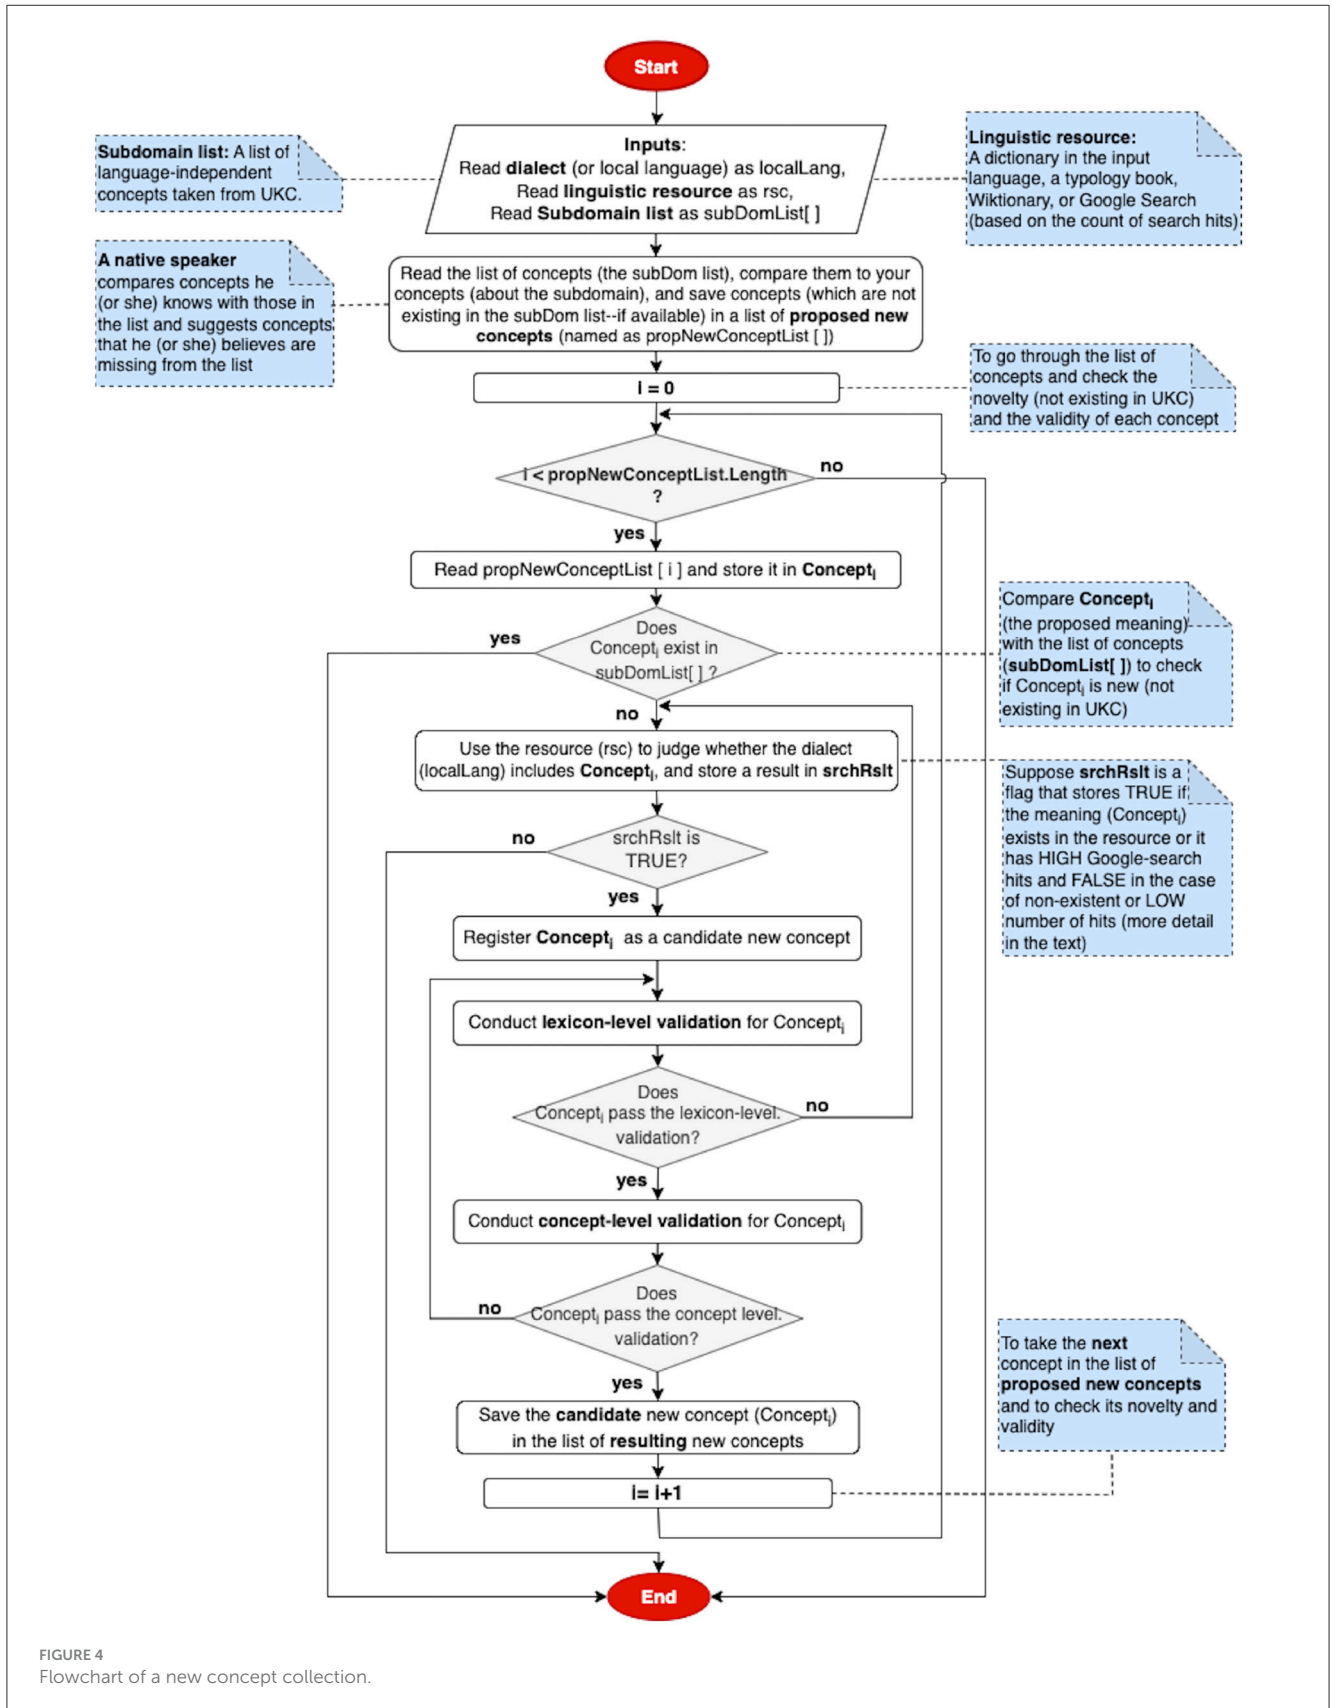 Start
Inputs:
Read dialect (or local language) as localLang,
Read linguistic resource as rsc,
Read Subdomain list as subDomList[ ]
Subdomain list: A list of
language-independent
concepts taken from UKC.
Linguistic resource:
A dictionary in the input
language, a typology book,
Wiktionary, or Google Search
(based on the count of search hits)
A native speaker
compares concepts he
(or she) knows with those in
the list and suggests concepts
that he (or she) believes are
missing from the list
Read the list of concepts (the subDom list), compare them to your
concepts (about the subdomain), and save concepts (which are not
existing in the subDom list--if available) in a list of proposed new
concepts (named as propNewConceptList [ ])
i = 0
To go through the list of
concepts and check the
novelty (not existing in UKC)
and the validity of each concept
i < propNewConceptList.Length
?
no
yes
Read propNewConceptList [ i ] and store it in Concepti
Does
Concepti exist in
subDomList[ ] ?
yes
no
Compare Concepti
(the proposed meaning)
with the list of concepts
(subDomList[ ]) to check
if Concepti is new (not
existing in UKC)
Use the resource (rsc) to judge whether the dialect
(localLang) includes Concepti, and store a result in srchRslt
Suppose srchRslt is a
flag that stores TRUE if
the meaning (Concepti)
exists in the resource or it
has HIGH Google-search
hits and FALSE in the case
of non-existent or LOW
number of hits (more detail
in the text)
srchRslt is
TRUE?
no
yes
Register Concepti as a candidate new concept
Conduct lexicon-level validation for Concepti
Does
Concepti pass the lexicon-level.
validation?
no
yes
Conduct concept-level validation for Concepti
Does
Concepti pass the concept level.
validation?
no
yes
Save the candidate new concept (Concepti)
in the list of resulting new concepts
To take the next
concept in the list of
proposed new concepts
and to check its novelty and
validity
i= i+1
End
FIGURE 4
Flowchart of a new concept collection.